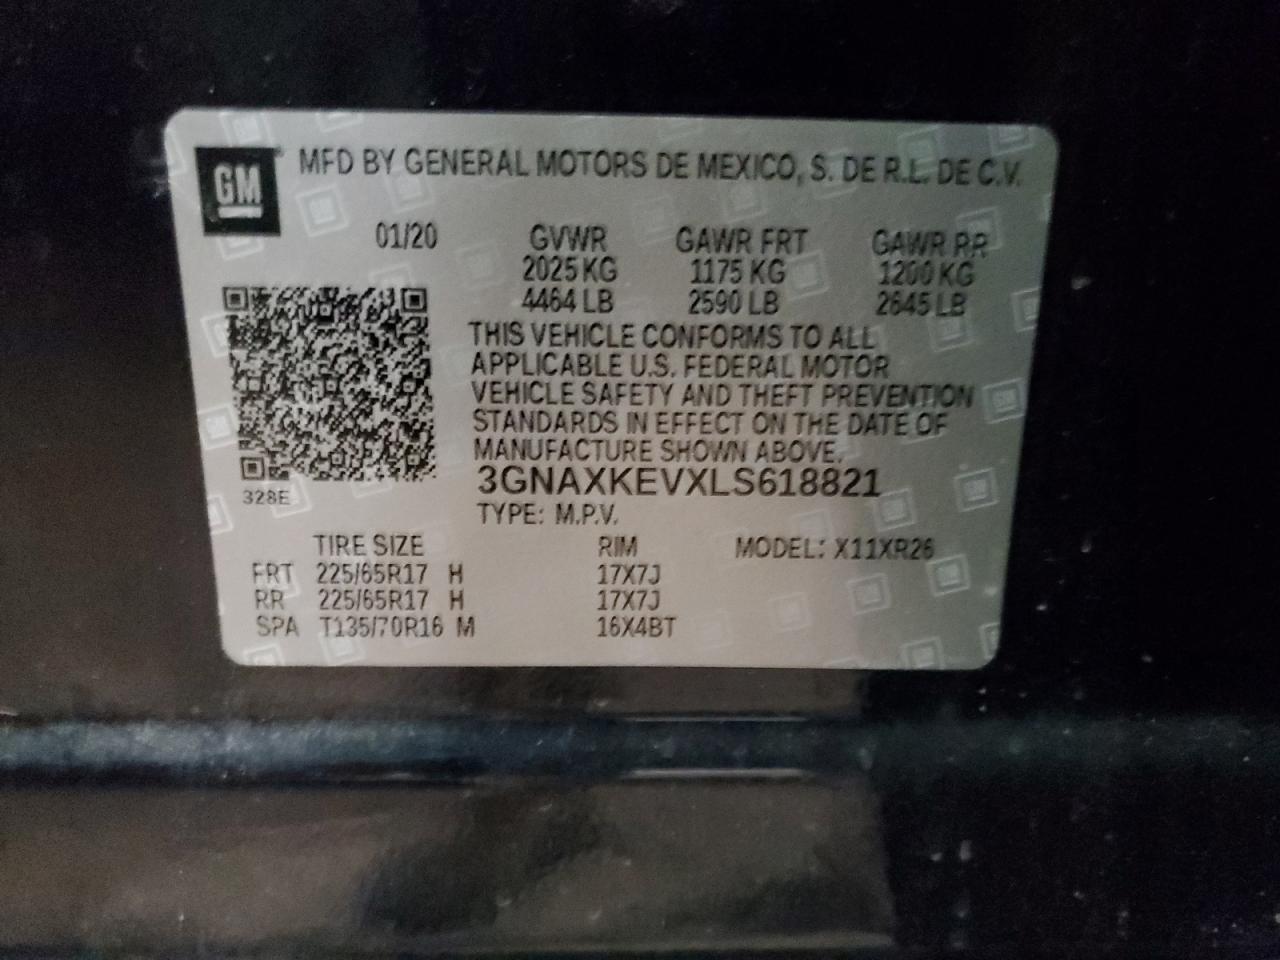 GM
MFD BY GENERAL MOTORS DE MEXICO, S. DE R.L. DE C.V.
01/20 GVWR GAWR FRT GAWR RR
2025 KG 1175 KG 1200 KG
4464 LB 2590 LB 2645 LB
THIS VEHICLE CONFORMS TO ALL
APPLICABLE U.S. FEDERAL MOTOR
VEHICLE SAFETY AND THEFT PREVENTION
STANDARDS IN EFFECT ON THE DATE OF
MANUFACTURE SHOWN ABOVE.
3GNAXKEVXLS618821
328E
TYPE: M.P.V.
TIRE SIZE RIM MODEL: X11XR26
FRT 225/65R17 H 17X7J
RR 225/65R17 H 17X7J
SPA T135/70R16 M 16X4BT